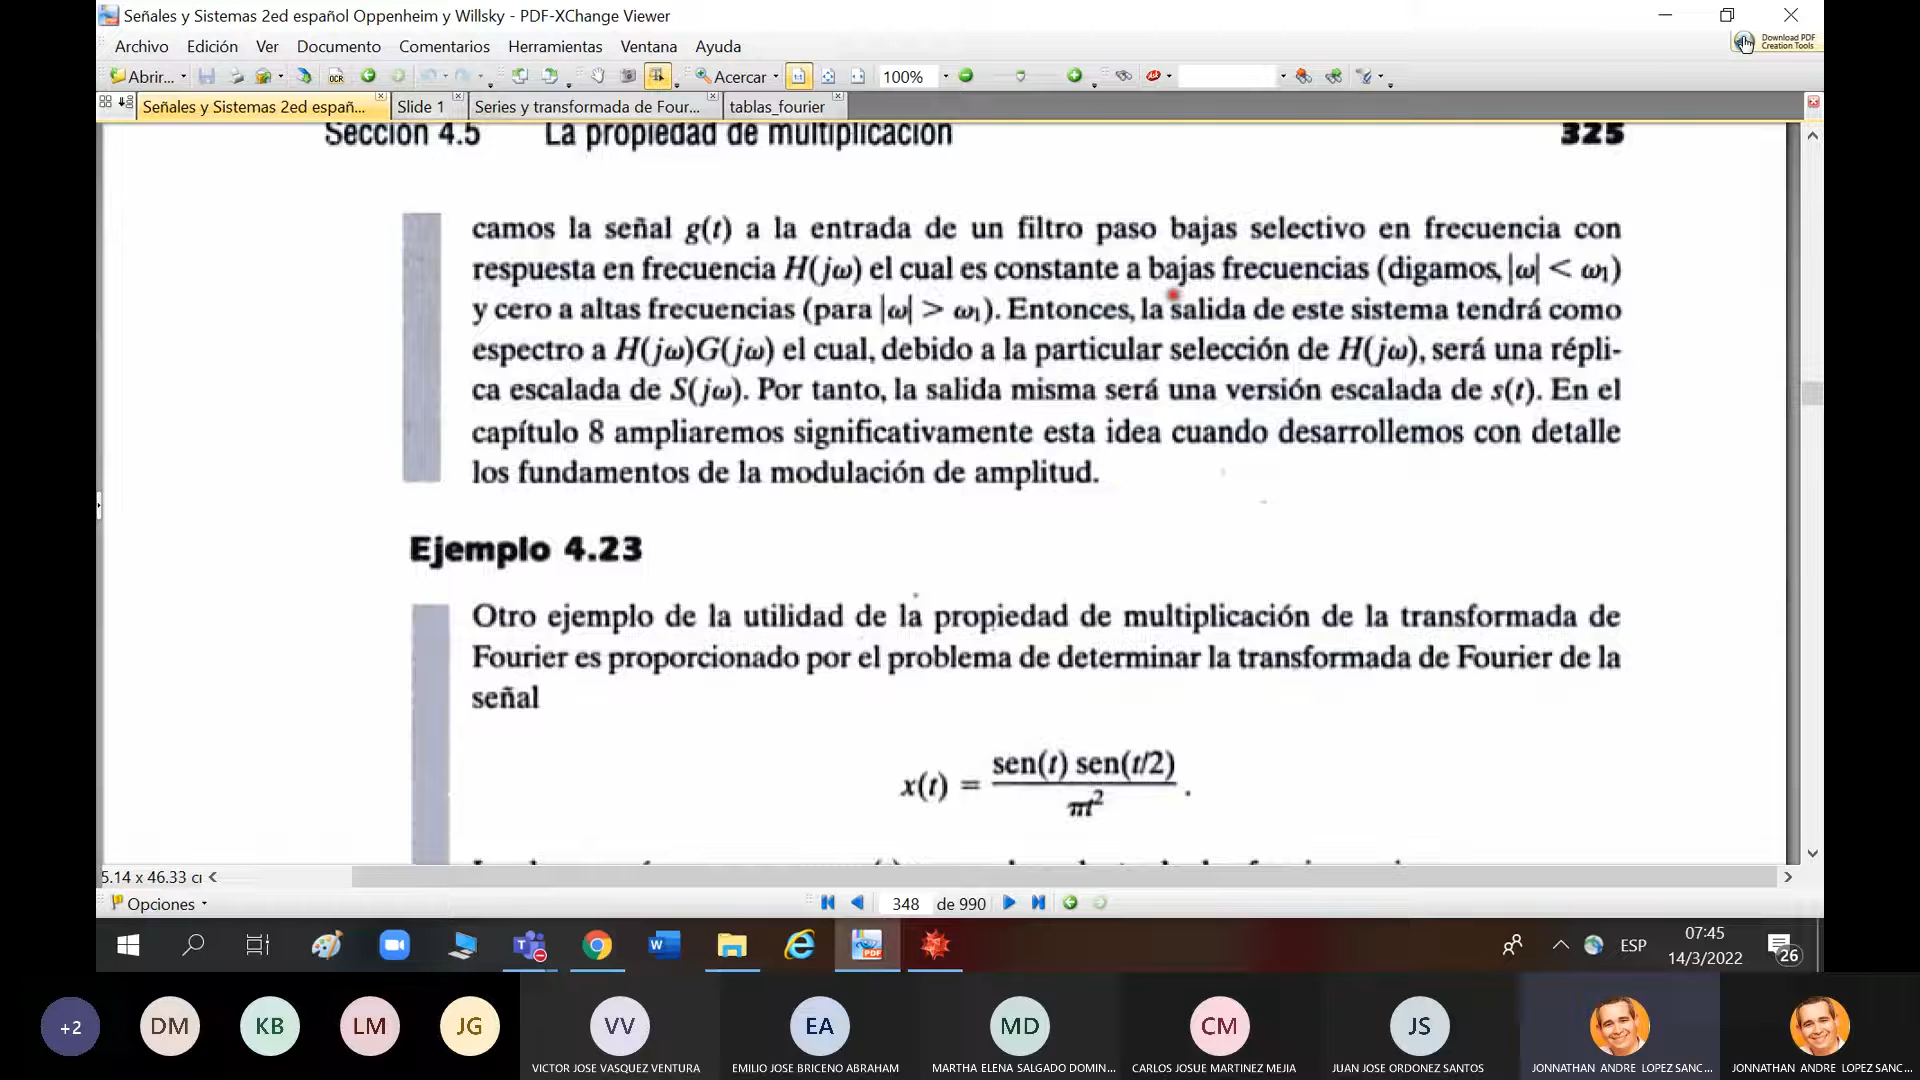 Señales y Sistemas 2ed español Oppenheim y Willsky - PDF-XChange Viewer
Archivo Edición Ver Documento Comentarios Herramientas Ventana Ayuda
Download PDF
Creation Tools
Abrir... OCR Acercar 100%
Señales y Sistemas 2ed españ... Slide 1 Series y transformada de Four... tablas_fourier
Sección 4.5 La propiedad de multiplicación 325
camos la señal g(t) a la entrada de un filtro paso bajas selectivo en frecuencia con
respuesta en frecuencia H(jω) el cual es constante a bajas frecuencias (digamos, |ω| < ω₁)
y cero a altas frecuencias (para |ω| > ω₁). Entonces, la salida de este sistema tendrá como
espectro a H(jω)G(jω) el cual, debido a la particular selección de H(jω), será una répli-
ca escalada de S(jω). Por tanto, la salida misma será una versión escalada de s(t). En el
capítulo 8 ampliaremos significativamente esta idea cuando desarrollemos con detalle
los fundamentos de la modulación de amplitud.
Ejemplo 4.23
Otro ejemplo de la utilidad de la propiedad de multiplicación de la transformada de
Fourier es proporcionado por el problema de determinar la transformada de Fourier de la
señal
x(t) = sen(t) sen(t/2) / πt² .
5.14 x 46.33 c
Opciones 348 de 990
W PDF ESP 07:45
14/3/2022 26
+2 DM KB LM JG VV EA MD CM JS
VICTOR JOSE VASQUEZ VENTURA EMILIO JOSE BRICENO ABRAHAM MARTHA ELENA SALGADO DOMIN... CARLOS JOSUE MARTINEZ MEJIA JUAN JOSE ORDONEZ SANTOS JONNATHAN ANDRE LOPEZ SANC... JONNATHAN ANDRE LOPEZ SANC...